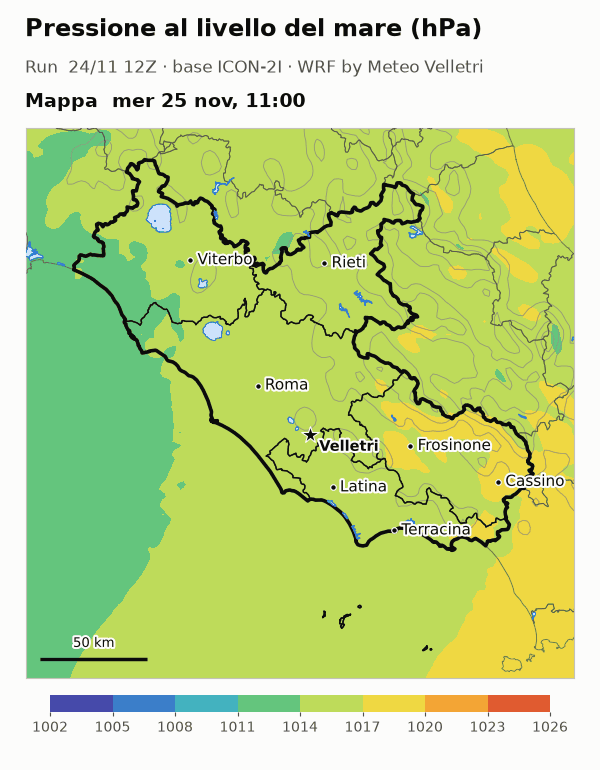 Pressione al livello del mare (hPa)
Run  24/11 12Z · base ICON-2I · WRF by Meteo Velletri
Mappa  mer 25 nov, 11:00
Viterbo
Rieti
Roma
Velletri
Frosinone
Latina
Cassino
Terracina
50 km
1002 1005 1008 1011 1014 1017 1020 1023 1026